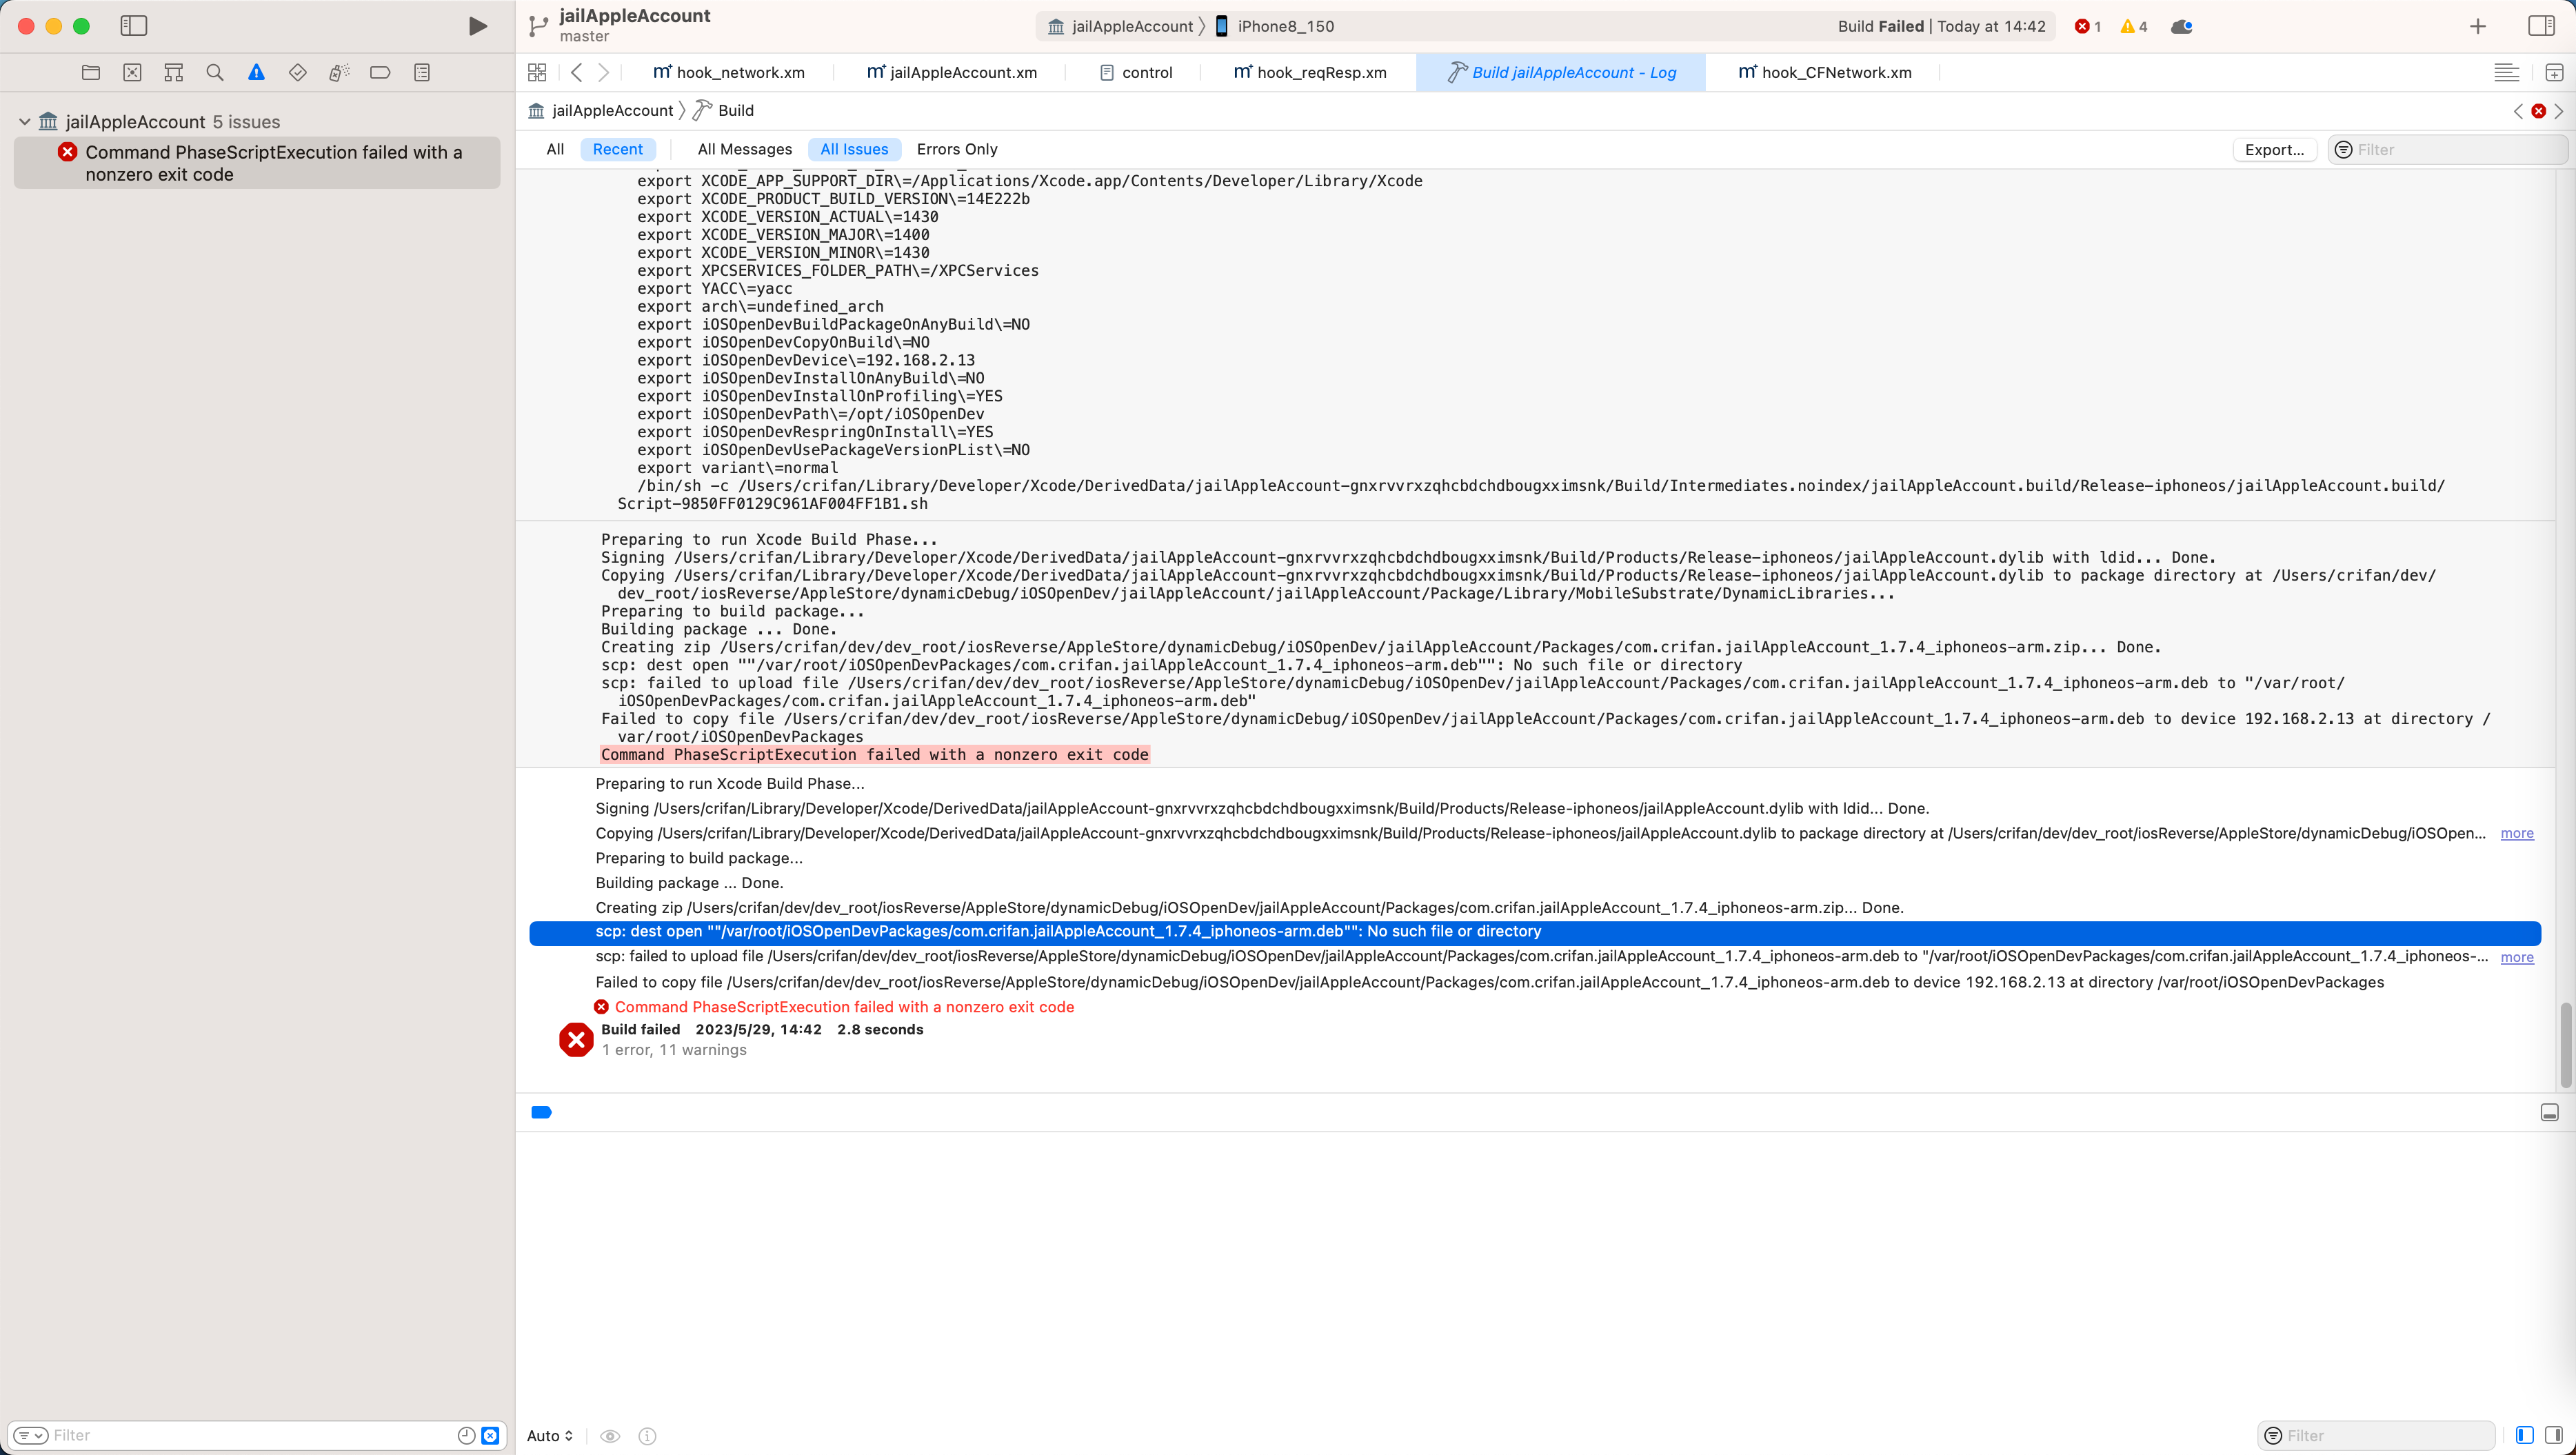 jailAppleAccount
master
jailAppleAccount
iPhone8_150
Build Failed | Today at 14:42
1
4
hook_network.xm
jailAppleAccount.xm
control
hook_reqResp.xm
Build jailAppleAccount - Log
hook_CFNetwork.xm
jailAppleAccount 5 issues
Command PhaseScriptExecution failed with a
nonzero exit code
jailAppleAccount
Build
All
Recent
All Messages
All Issues
Errors Only
Export...
Filter
export XCODE_APP_SUPPORT_DIR\=/Applications/Xcode.app/Contents/Developer/Library/Xcode
export XCODE_PRODUCT_BUILD_VERSION\=14E222b
export XCODE_VERSION_ACTUAL\=1430
export XCODE_VERSION_MAJOR\=1400
export XCODE_VERSION_MINOR\=1430
export XPCSERVICES_FOLDER_PATH\=/XPCServices
export YACC\=yacc
export arch\=undefined_arch
export iOSOpenDevBuildPackageOnAnyBuild\=NO
export iOSOpenDevCopyOnBuild\=NO
export iOSOpenDevDevice\=192.168.2.13
export iOSOpenDevInstallOnAnyBuild\=NO
export iOSOpenDevInstallOnProfiling\=YES
export iOSOpenDevPath\=/opt/iOSOpenDev
export iOSOpenDevRespringOnInstall\=YES
export iOSOpenDevUsePackageVersionPList\=NO
export variant\=normal
/bin/sh -c /Users/crifan/Library/Developer/Xcode/DerivedData/jailAppleAccount-gnxrvvrxzqhcbdchdbougxximsnk/Build/Intermediates.noindex/jailAppleAccount.build/Release-iphoneos/jailAppleAccount.build/
Script-9850FF0129C961AF004FF1B1.sh
Preparing to run Xcode Build Phase...
Signing /Users/crifan/Library/Developer/Xcode/DerivedData/jailAppleAccount-gnxrvvrxzqhcbdchdbougxximsnk/Build/Products/Release-iphoneos/jailAppleAccount.dylib with ldid... Done.
Copying /Users/crifan/Library/Developer/Xcode/DerivedData/jailAppleAccount-gnxrvvrxzqhcbdchdbougxximsnk/Build/Products/Release-iphoneos/jailAppleAccount.dylib to package directory at /Users/crifan/dev/
dev_root/iosReverse/AppleStore/dynamicDebug/iOSOpenDev/jailAppleAccount/jailAppleAccount/Package/Library/MobileSubstrate/DynamicLibraries...
Preparing to build package...
Building package ... Done.
Creating zip /Users/crifan/dev/dev_root/iosReverse/AppleStore/dynamicDebug/iOSOpenDev/jailAppleAccount/Packages/com.crifan.jailAppleAccount_1.7.4_iphoneos-arm.zip... Done.
scp: dest open ""/var/root/iOSOpenDevPackages/com.crifan.jailAppleAccount_1.7.4_iphoneos-arm.deb"": No such file or directory
scp: failed to upload file /Users/crifan/dev/dev_root/iosReverse/AppleStore/dynamicDebug/iOSOpenDev/jailAppleAccount/Packages/com.crifan.jailAppleAccount_1.7.4_iphoneos-arm.deb to "/var/root/
iOSOpenDevPackages/com.crifan.jailAppleAccount_1.7.4_iphoneos-arm.deb"
Failed to copy file /Users/crifan/dev/dev_root/iosReverse/AppleStore/dynamicDebug/iOSOpenDev/jailAppleAccount/Packages/com.crifan.jailAppleAccount_1.7.4_iphoneos-arm.deb to device 192.168.2.13 at directory /
var/root/iOSOpenDevPackages
Command PhaseScriptExecution failed with a nonzero exit code
Preparing to run Xcode Build Phase...
Signing /Users/crifan/Library/Developer/Xcode/DerivedData/jailAppleAccount-gnxrvvrxzqhcbdchdbougxximsnk/Build/Products/Release-iphoneos/jailAppleAccount.dylib with ldid... Done.
Copying /Users/crifan/Library/Developer/Xcode/DerivedData/jailAppleAccount-gnxrvvrxzqhcbdchdbougxximsnk/Build/Products/Release-iphoneos/jailAppleAccount.dylib to package directory at /Users/crifan/dev/dev_root/iosReverse/AppleStore/dynamicDebug/iOSOpen... more
Preparing to build package...
Building package ... Done.
Creating zip /Users/crifan/dev/dev_root/iosReverse/AppleStore/dynamicDebug/iOSOpenDev/jailAppleAccount/Packages/com.crifan.jailAppleAccount_1.7.4_iphoneos-arm.zip... Done.
scp: dest open ""/var/root/iOSOpenDevPackages/com.crifan.jailAppleAccount_1.7.4_iphoneos-arm.deb"": No such file or directory
scp: failed to upload file /Users/crifan/dev/dev_root/iosReverse/AppleStore/dynamicDebug/iOSOpenDev/jailAppleAccount/Packages/com.crifan.jailAppleAccount_1.7.4_iphoneos-arm.deb to "/var/root/iOSOpenDevPackages/com.crifan.jailAppleAccount_1.7.4_iphoneos-... more
Failed to copy file /Users/crifan/dev/dev_root/iosReverse/AppleStore/dynamicDebug/iOSOpenDev/jailAppleAccount/Packages/com.crifan.jailAppleAccount_1.7.4_iphoneos-arm.deb to device 192.168.2.13 at directory /var/root/iOSOpenDevPackages
Command PhaseScriptExecution failed with a nonzero exit code
Build failed 2023/5/29, 14:42 2.8 seconds
1 error, 11 warnings
Filter
Auto
Filter